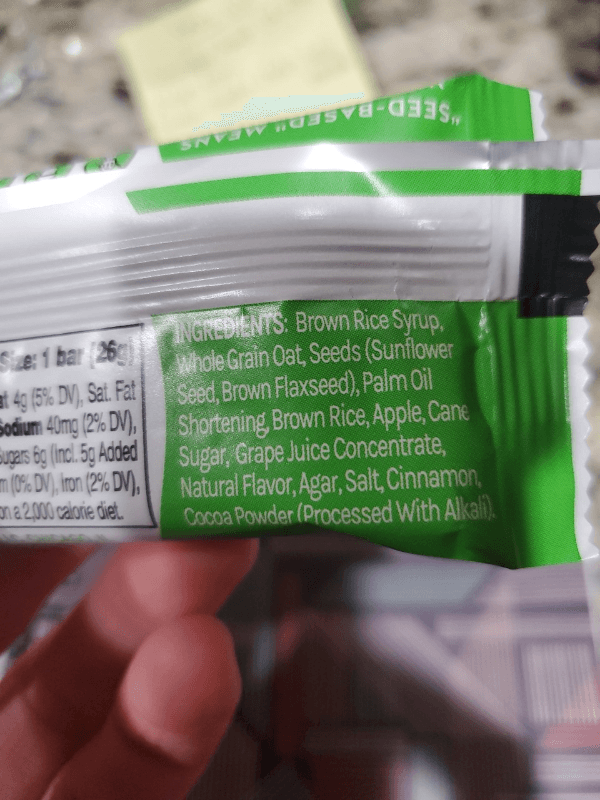 "SEED-BASED" MEANS
Size: 1 bar (26g)
Fat 4g (5% DV), Sat. Fat
Sodium 40mg (2% DV),
Sugars 6g (Incl. 5g Added
(0% DV), Iron (2% DV),
on a 2,000 calorie diet.
INGREDIENTS: Brown Rice Syrup,
Whole Grain Oat, Seeds (Sunflower
Seed, Brown Flaxseed), Palm Oil
Shortening, Brown Rice, Apple, Cane
Sugar, Grape Juice Concentrate,
Natural Flavor, Agar, Salt, Cinnamon,
Cocoa Powder (Processed With Alkali).